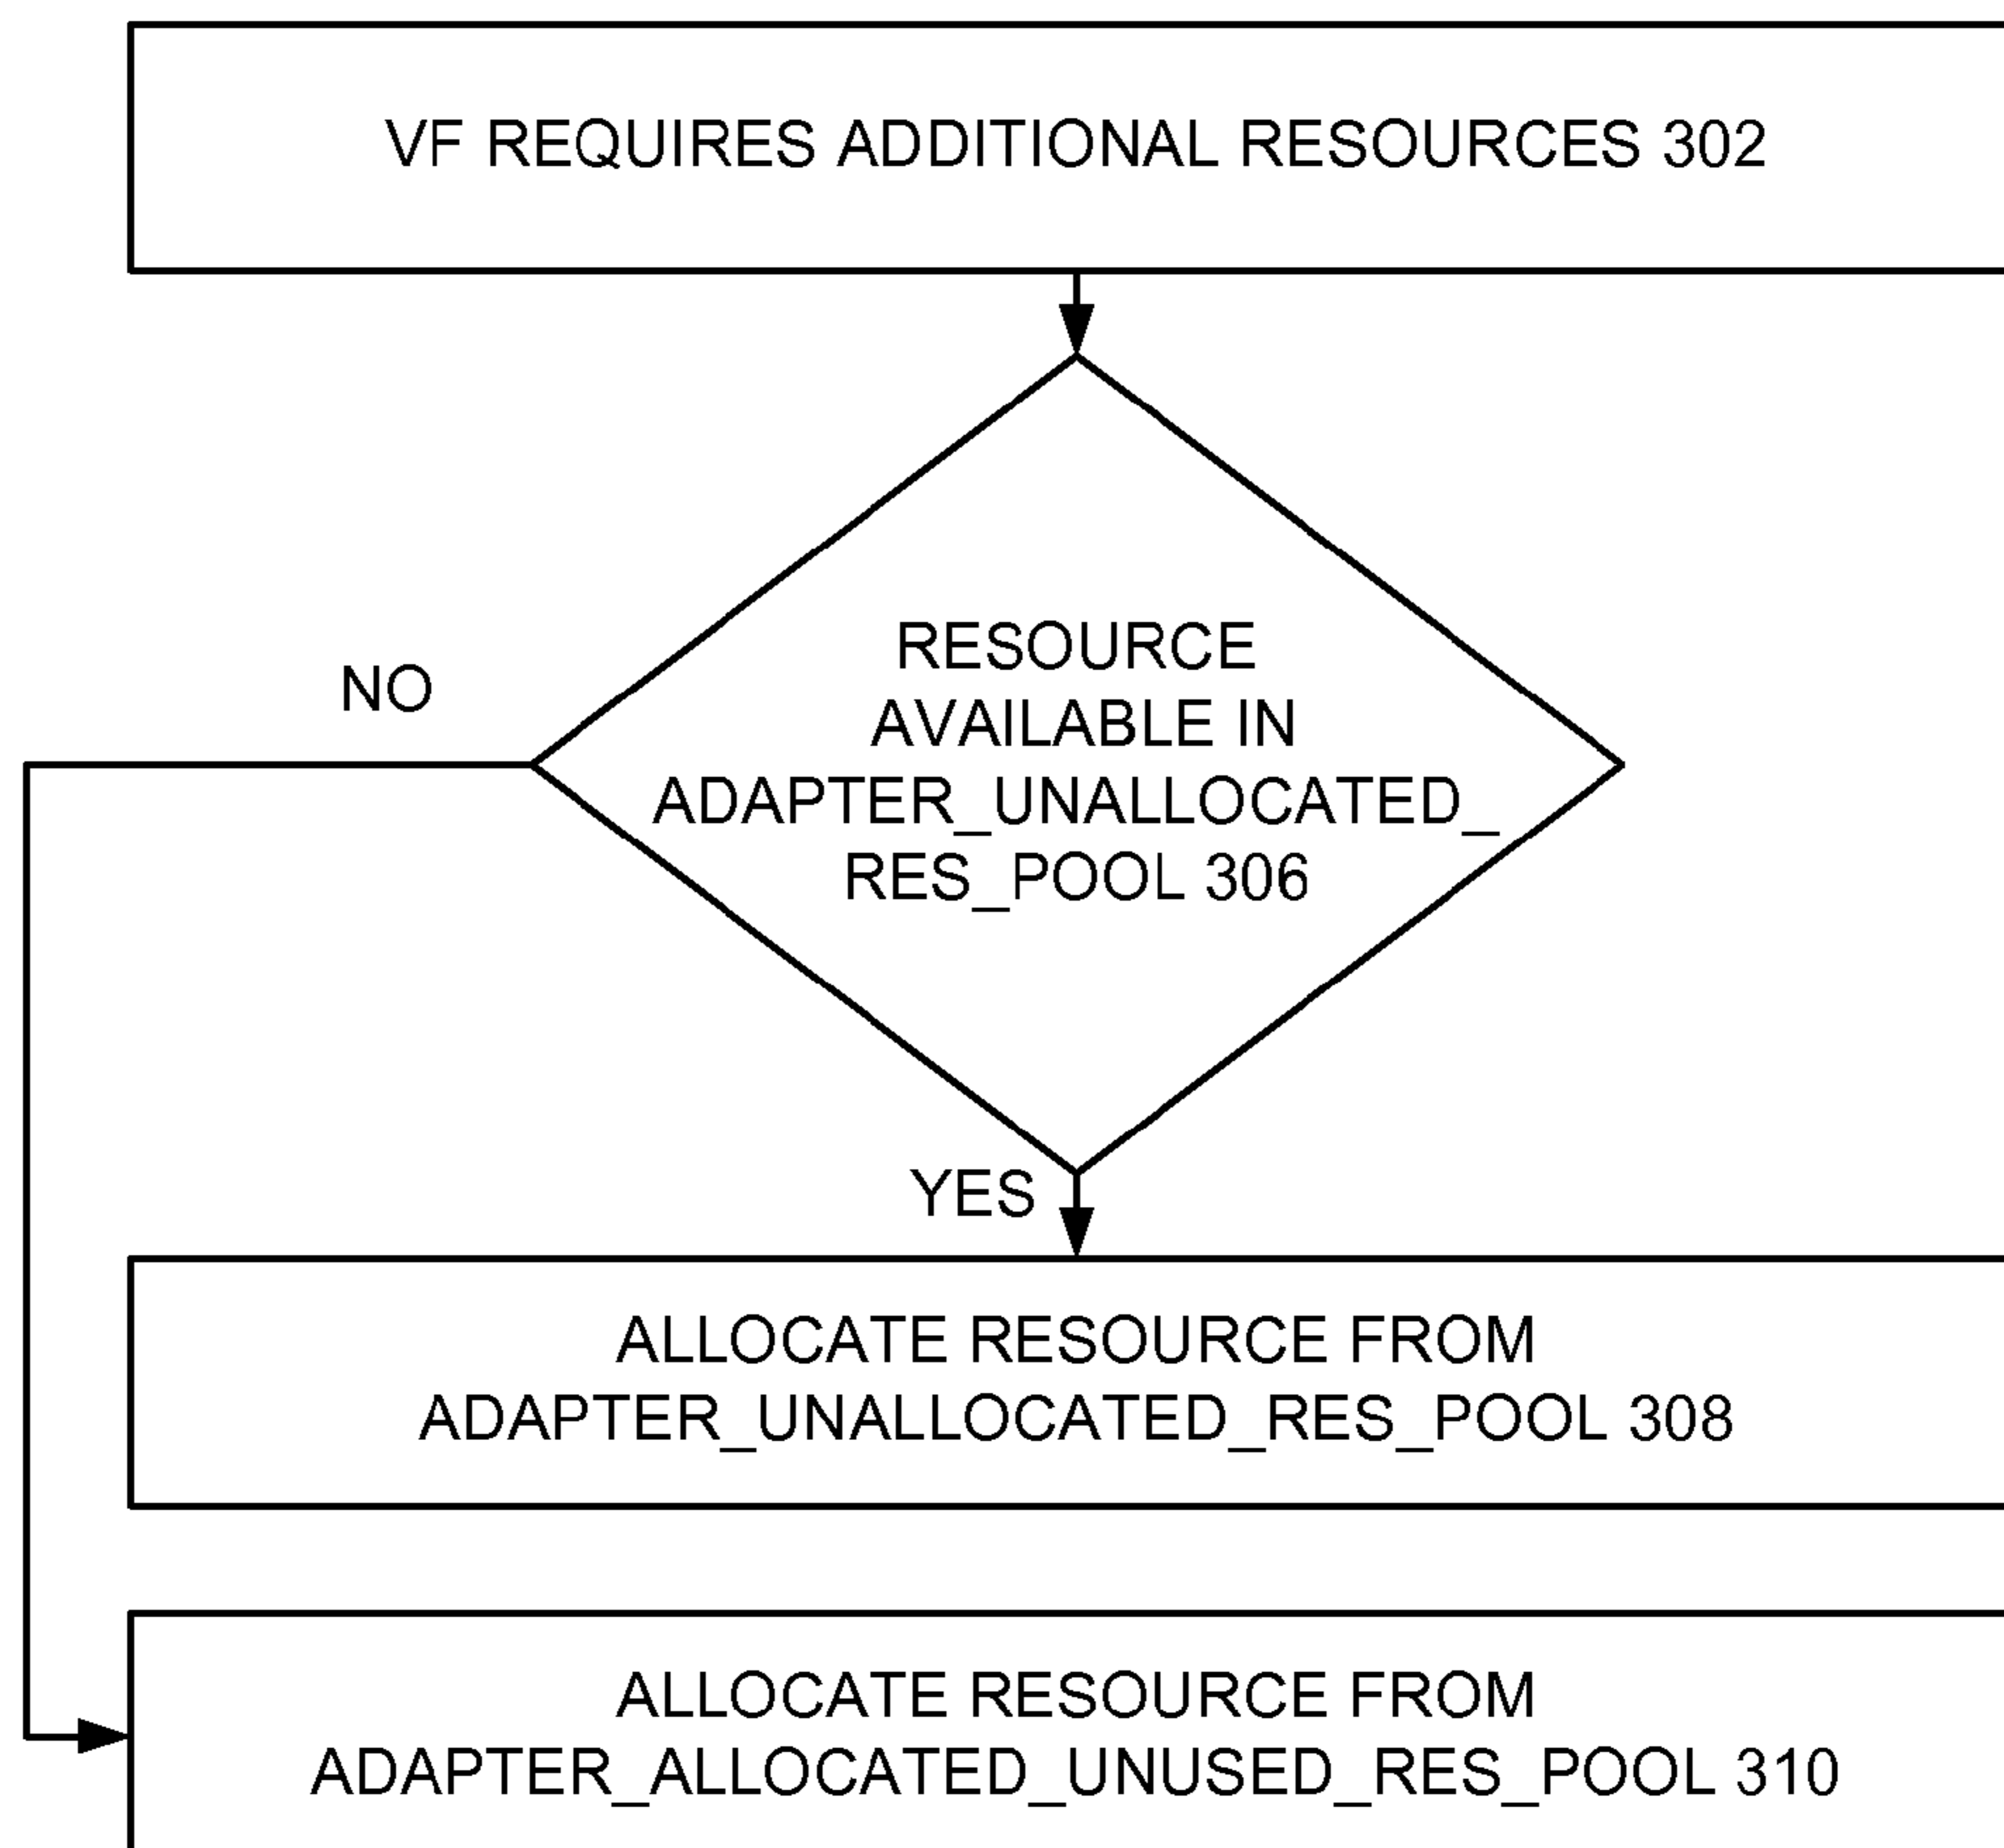 VF REQUIRES ADDITIONAL RESOURCES 302
NO
RESOURCE
AVAILABLE IN
ADAPTER_UNALLOCATED_
RES_POOL 306
YES
ALLOCATE RESOURCE FROM
ADAPTER_UNALLOCATED_RES_POOL 308
ALLOCATE RESOURCE FROM
ADAPTER_ALLOCATED_UNUSED_RES_POOL 310